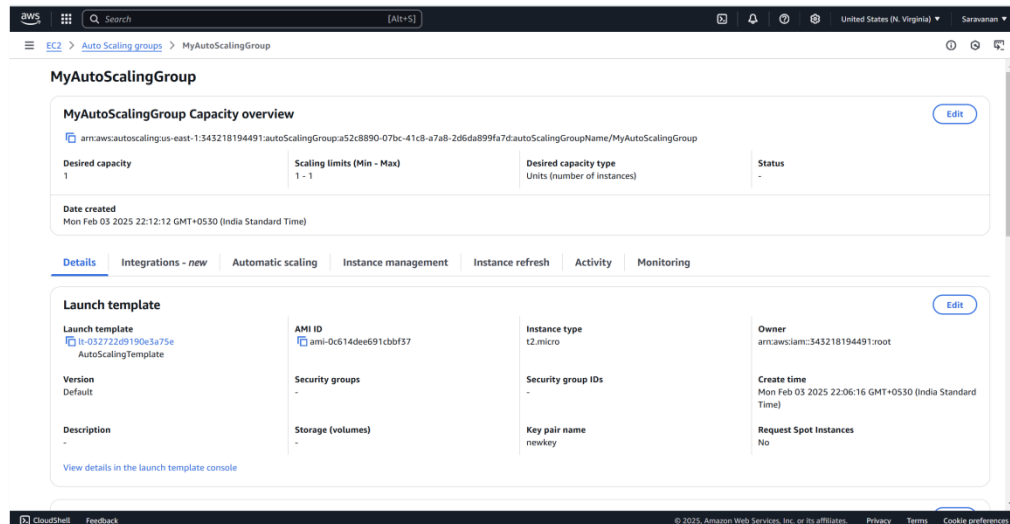 aws
Search
[Alt+S]
United States (N. Virginia)
Saravanan
EC2 > Auto Scaling groups > MyAutoScalingGroup
MyAutoScalingGroup
MyAutoScalingGroup Capacity overview
Edit
arn:aws:autoscaling:us-east-1:343218194491:autoScalingGroup:a52c8890-07bc-41c8-a7a8-2d6da899fa7d:autoScalingGroupName/MyAutoScalingGroup
Desired capacity
1
Scaling limits (Min - Max)
1 - 1
Desired capacity type
Units (number of instances)
Status
-
Date created
Mon Feb 03 2025 22:12:12 GMT+0530 (India Standard Time)
Details Integrations - new Automatic scaling Instance management Instance refresh Activity Monitoring
Launch template
Edit
Launch template
lt-032722d9190e3a75e
AutoScalingTemplate
AMI ID
ami-0c614dee691cbbf37
Instance type
t2.micro
Owner
arn:aws:iam::343218194491:root
Version
Default
Security groups
-
Security group IDs
-
Create time
Mon Feb 03 2025 22:06:16 GMT+0530 (India Standard
Time)
Description
-
Storage (volumes)
-
Key pair name
newkey
Request Spot Instances
No
View details in the launch template console
CloudShell Feedback
© 2025, Amazon Web Services, Inc. or its affiliates. Privacy Terms Cookie preferences